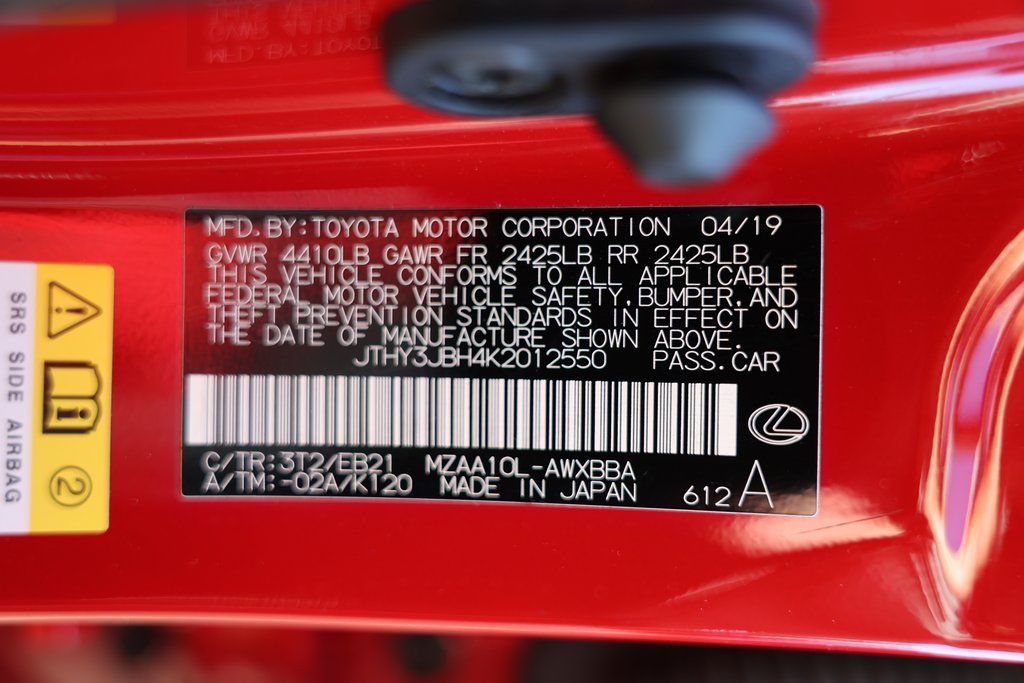 MFD.BY:TOYOTA MOTOR CORPORATION 04/19
GVWR 4410LB GAWR FR 2425LB RR 2425LB
THIS VEHICLE CONFORMS TO ALL APPLICABLE
FEDERAL MOTOR VEHICLE SAFETY,BUMPER,AND
THEFT PREVENTION STANDARDS IN EFFECT ON
THE DATE OF MANUFACTURE SHOWN ABOVE.
JTHY3JBH4K2012550 PASS.CAR
C/TR:3T2/EB21 MZAA10L-AWXBBA
A/TM:-02A/K120 MADE IN JAPAN
612 A
SRS SIDE AIRBAG
2